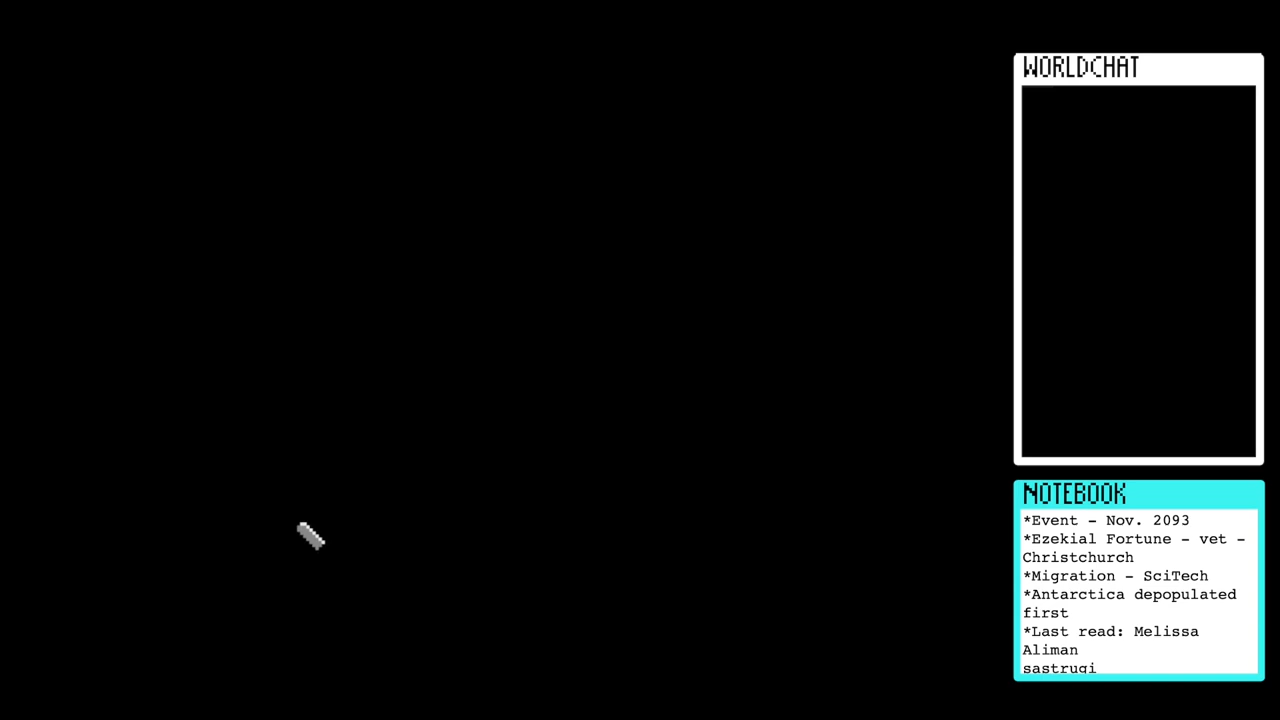 WORLDCHAT
NOTEBOOK
*Event - Nov. 2093
*Ezekial Fortune - vet -
Christchurch
*Migration - SciTech
*Antarctica depopulated
first
*Last read: Melissa
Aliman
sastrugi